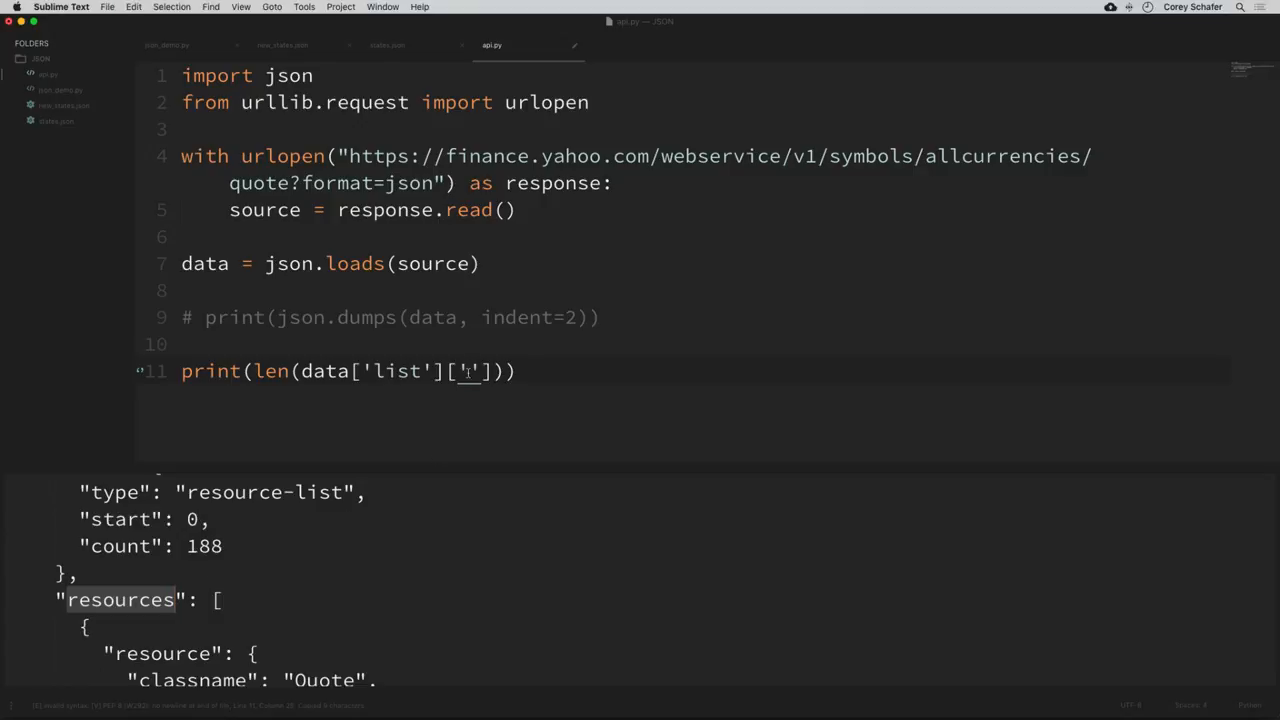 Sublime Text File Edit Selection Find View Goto Tools Project Window Help
Corey Schafer
api.py — JSON
FOLDERS
JSON
api.py
json_demo.py
new_states.json
states.json
json_demo.py new_states.json states.json api.py
1 import json
2 from urllib.request import urlopen
3
4 with urlopen("https://finance.yahoo.com/webservice/v1/symbols/allcurrencies/
quote?format=json") as response:
5 source = response.read()
6
7 data = json.loads(source)
8
9 # print(json.dumps(data, indent=2))
10
11 print(len(data['list']['']))
"type": "resource-list",
"start": 0,
"count": 188
},
"resources": [
{
"resource": {
"classname": "Quote",
UTF-8 Spaces: 4 Python